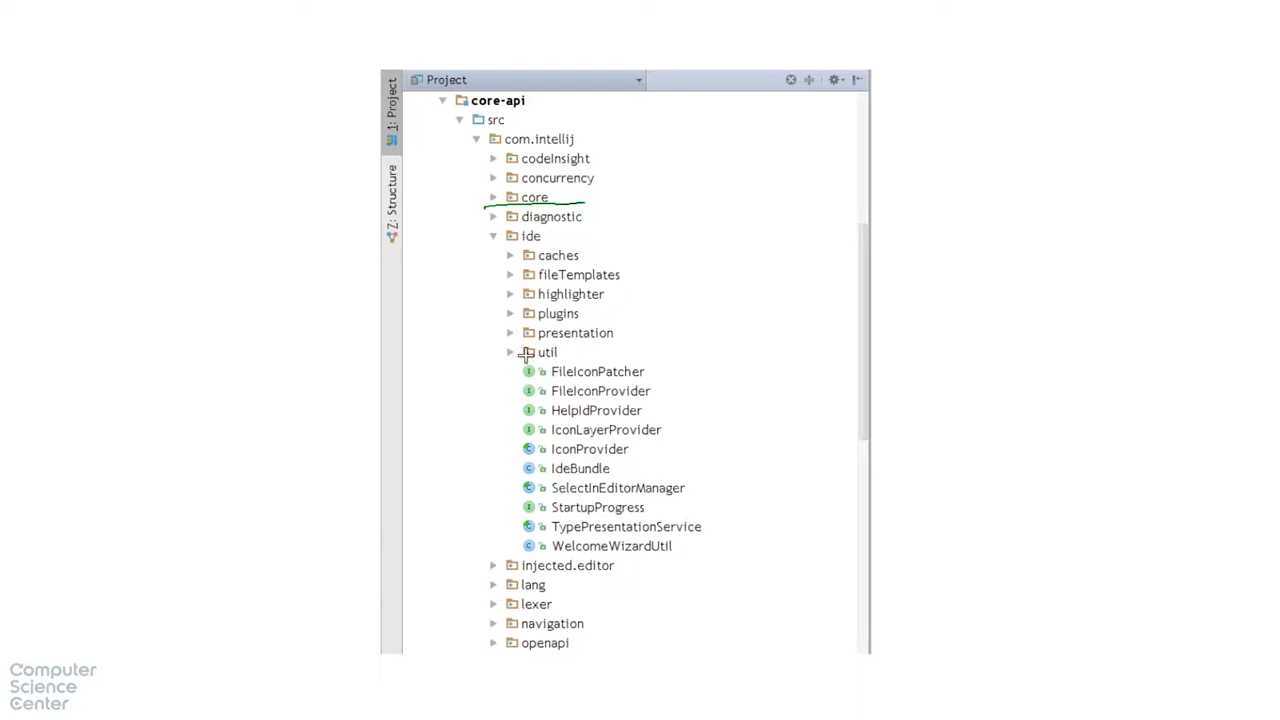 Project
1: Project
Z: Structure
core-api
src
com.intellij
codeInsight
concurrency
core
diagnostic
ide
caches
fileTemplates
highlighter
plugins
presentation
util
FileIconPatcher
FileIconProvider
HelpIdProvider
IconLayerProvider
IconProvider
IdeBundle
SelectInEditorManager
StartupProgress
TypePresentationService
WelcomeWizardUtil
injected.editor
lang
lexer
navigation
openapi
Computer
Science
Center